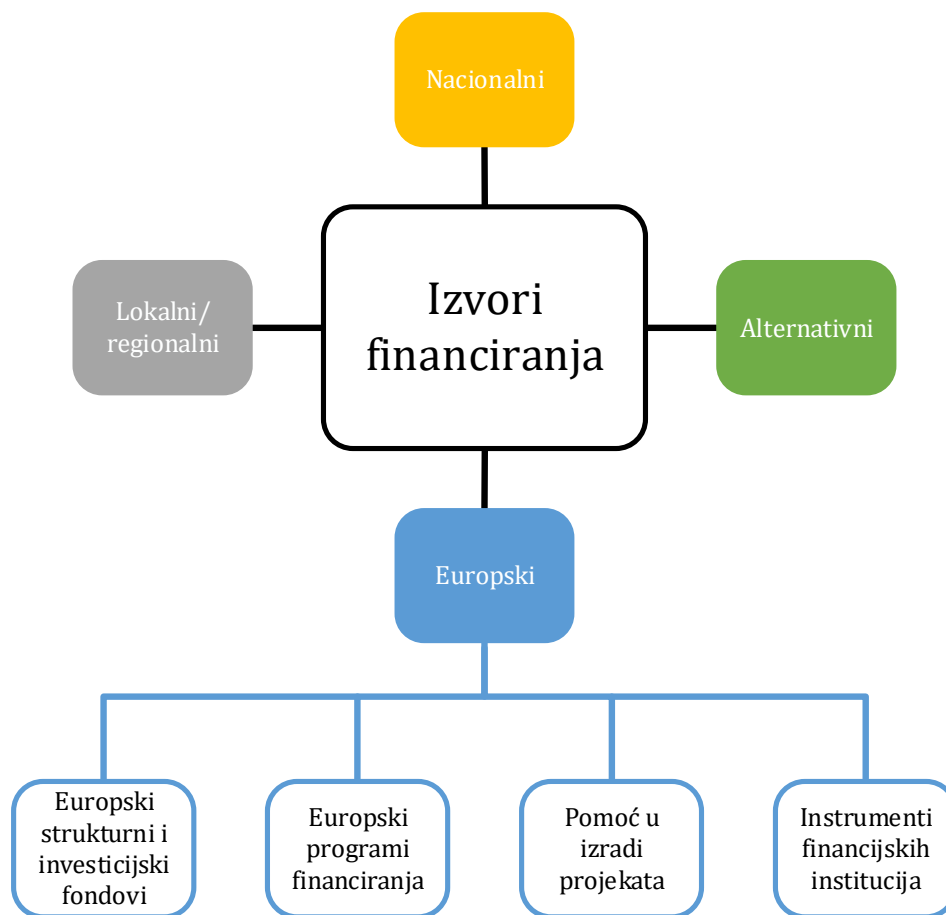 Nacionalni
Izvori
financiranja
Lokalni/
regionalni
Alternativni
Europski
Europski
strukturni i
investicijski
fondovi
Europski
programi
financiranja
Pomoć u
izradi
projekata
Instrumenti
financijskih
institucija